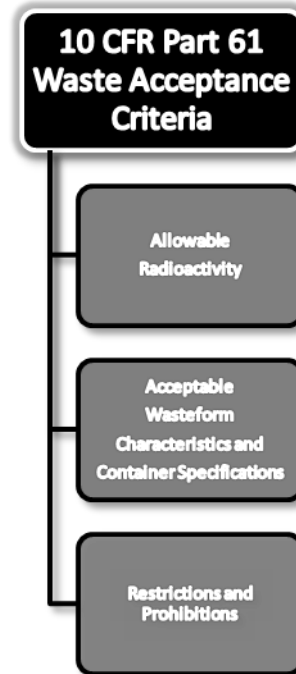 10 CFR Part 61
Waste Acceptance
Criteria
Allowable
Radioactivity
Acceptable
Wasteform
Characteristics and
Container Specifications
Restrictions and
Prohibitions